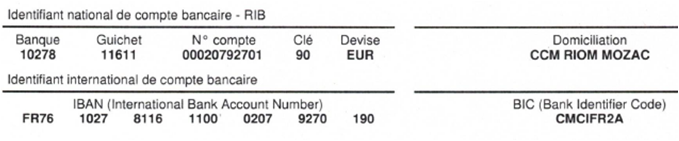 Identifiant national de compte bancaire - RIB
Banque Guichet N° compte Clé Devise Domiciliation
10278 11611 00020792701 90 EUR CCM RIOM MOZAC
Identifiant international de compte bancaire
IBAN (International Bank Account Number) BIC (Bank Identifier Code)
FR76 1027 8116 1100 0207 9270 190 CMCIFR2A